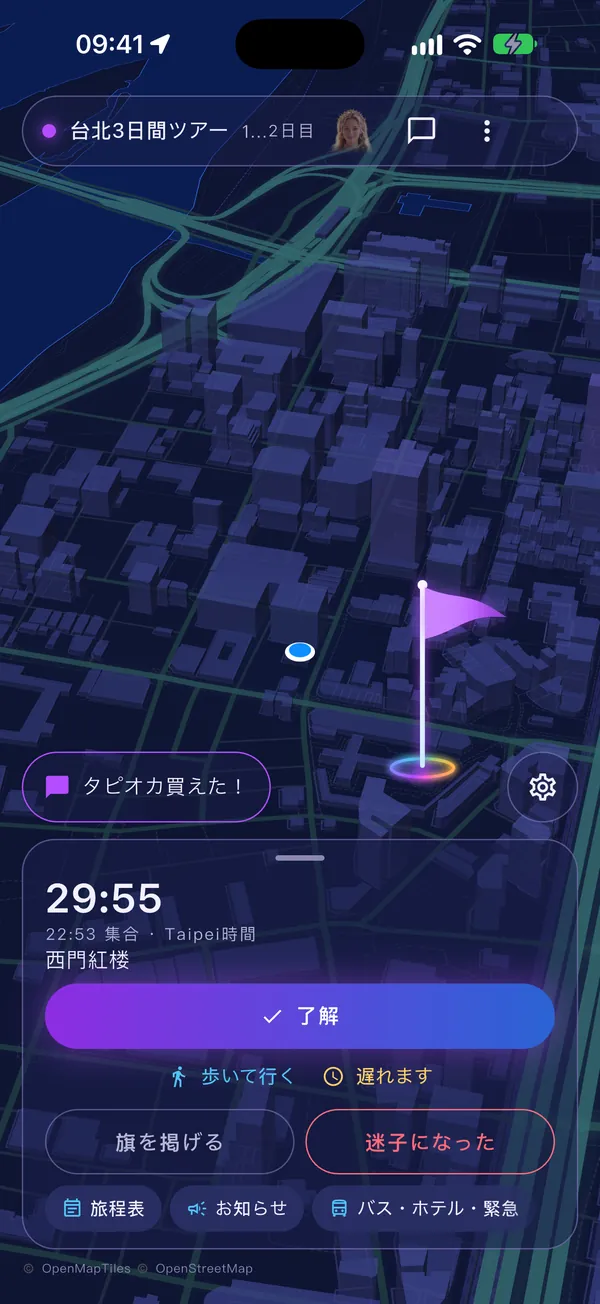 09:41
台北3日間ツアー 1...2日目
タピオカ買えた！
29:55
22:53 集合 · Taipei時間
西門紅楼
了解
歩いて行く 遅れます
旗を掲げる 迷子になった
旅程表 お知らせ バス・ホテル・緊急
© OpenMapTiles © OpenStreetMap